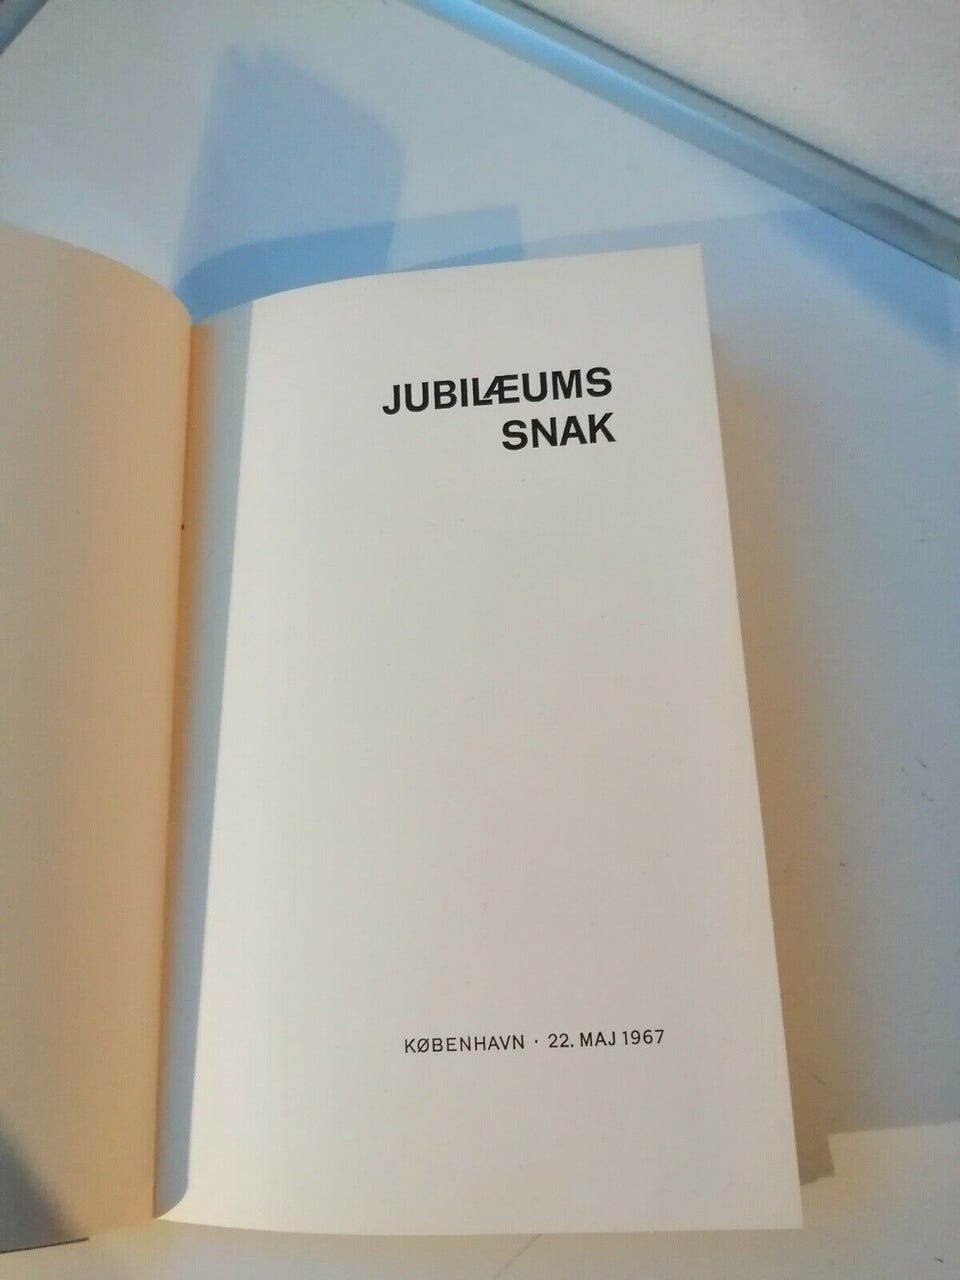 JUBILÆUMS
SNAK
KØBENHAVN · 22. MAJ 1967